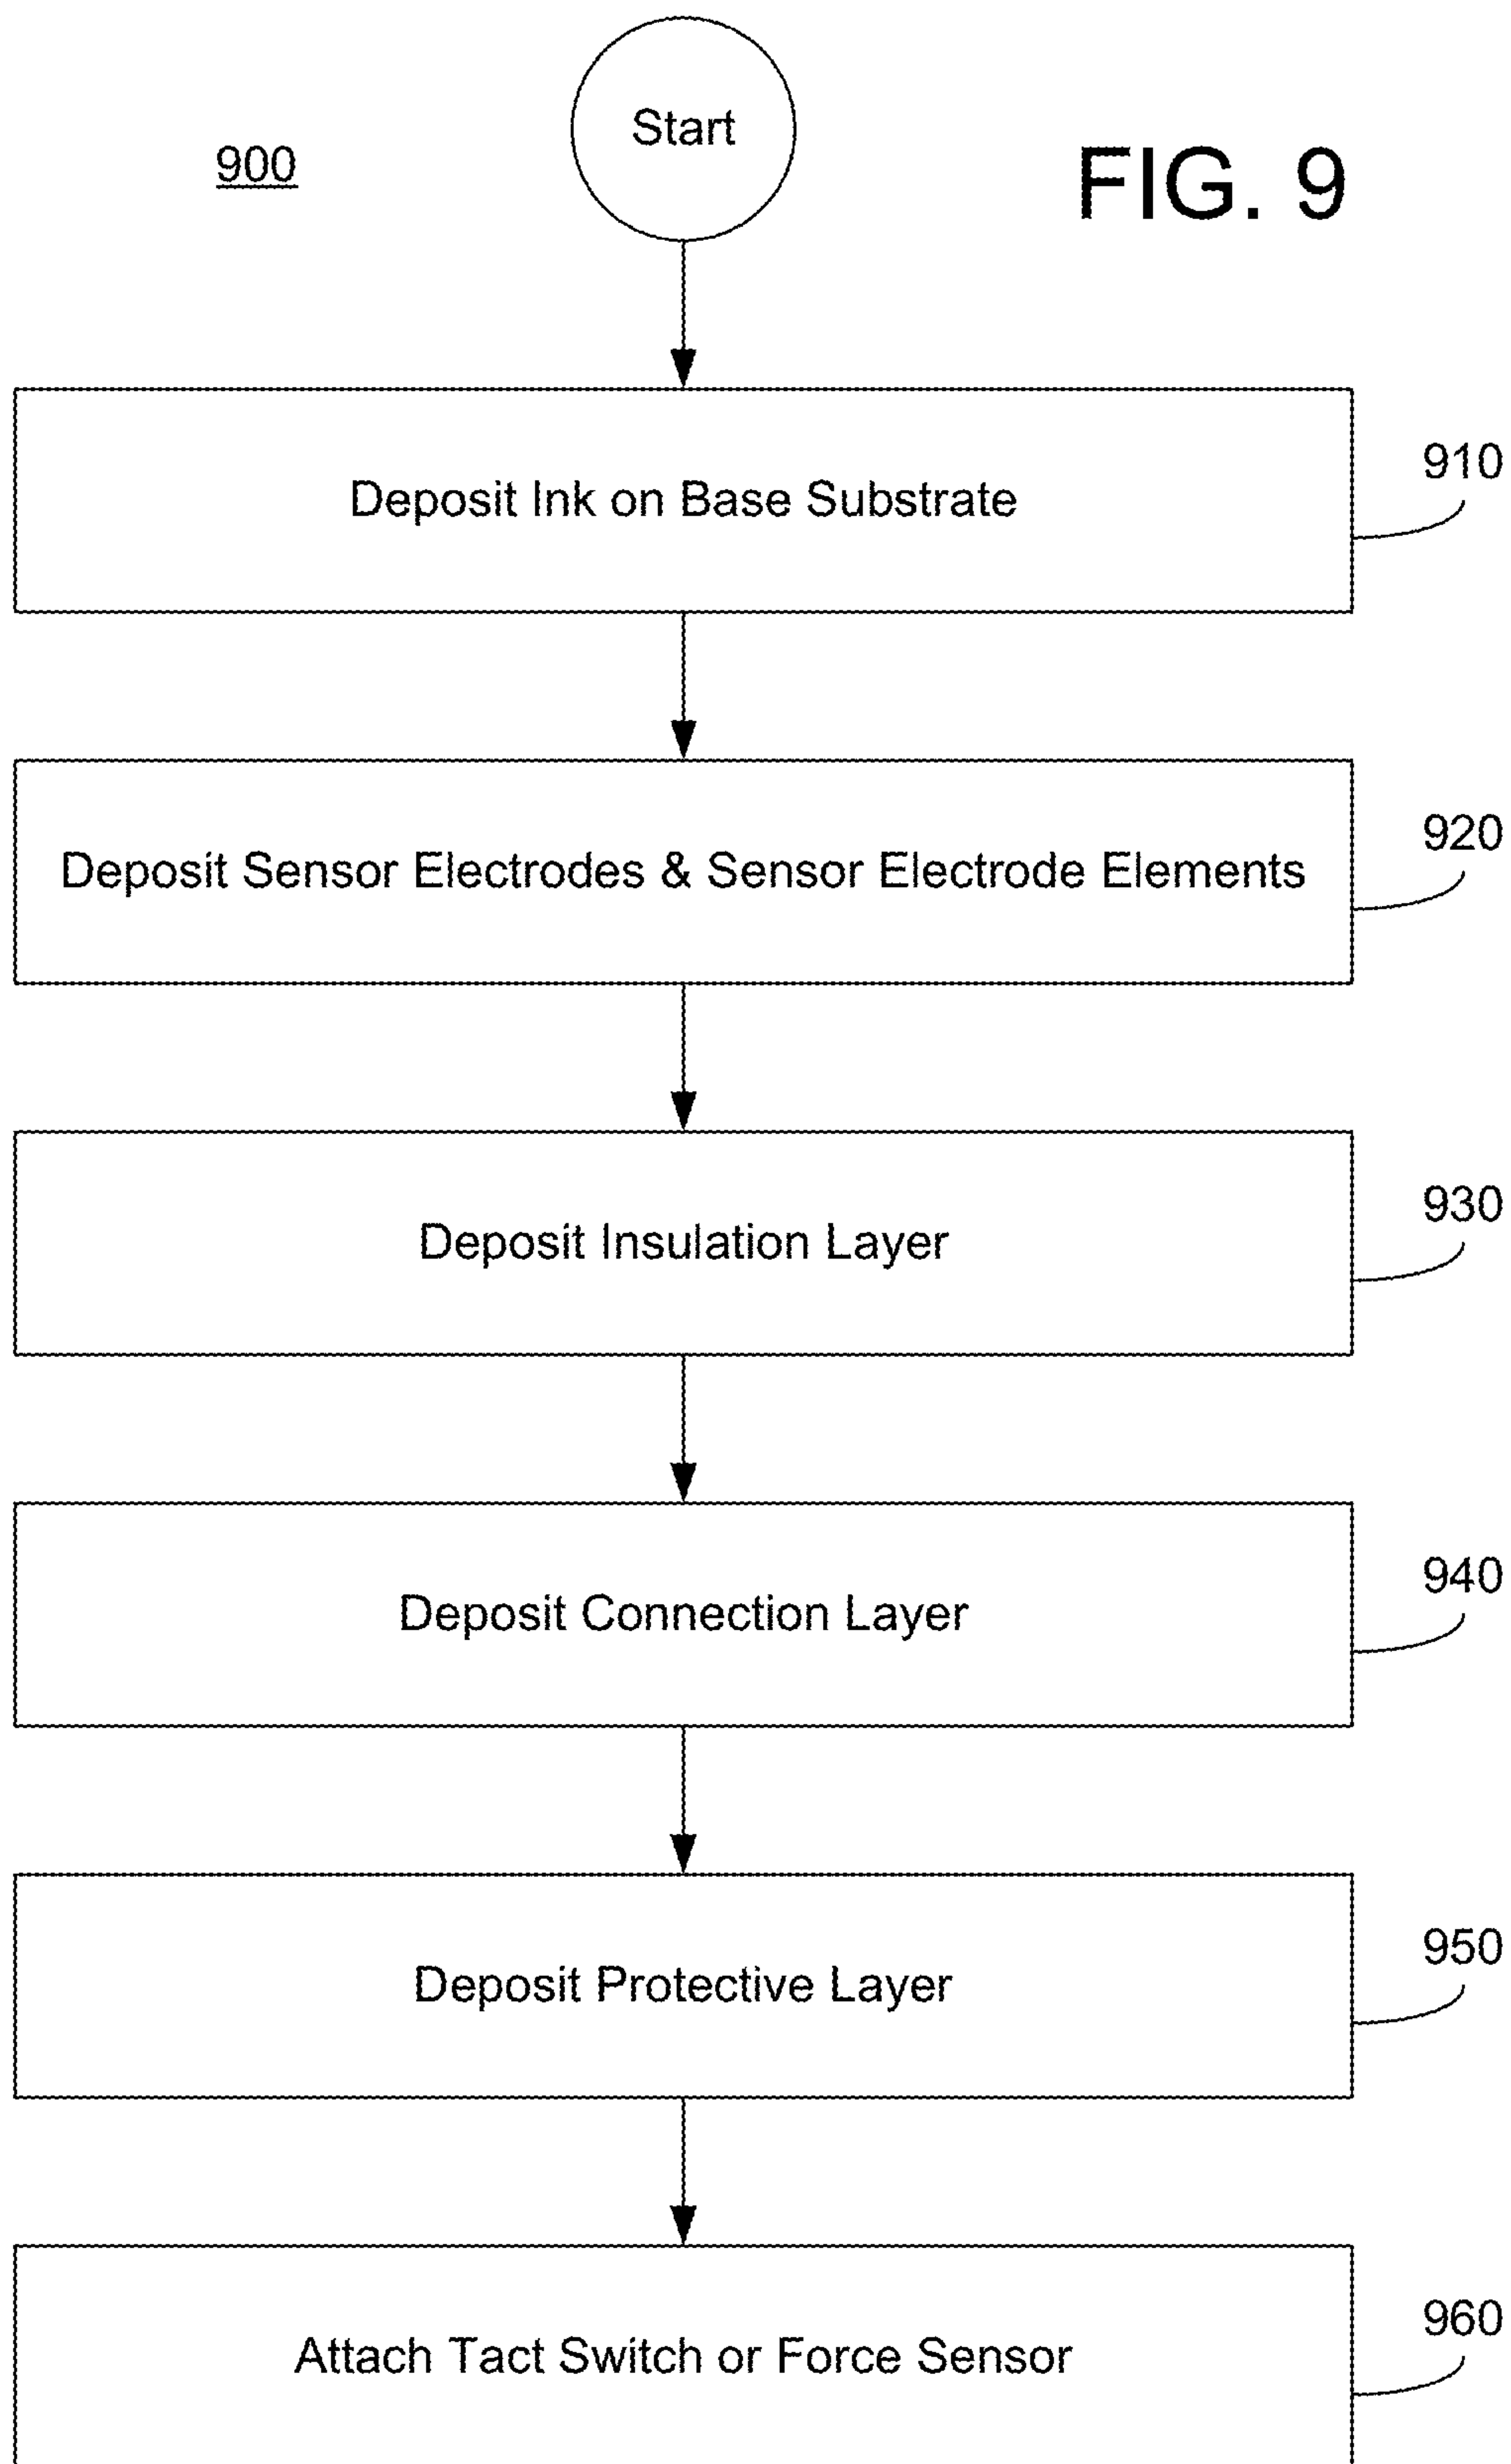 Start
900
FIG. 9
Deposit Ink on Base Substrate
910
Deposit Sensor Electrodes & Sensor Electrode Elements
920
Deposit Insulation Layer
930
Deposit Connection Layer
940
Deposit Protective Layer
950
Attach Tact Switch or Force Sensor
960